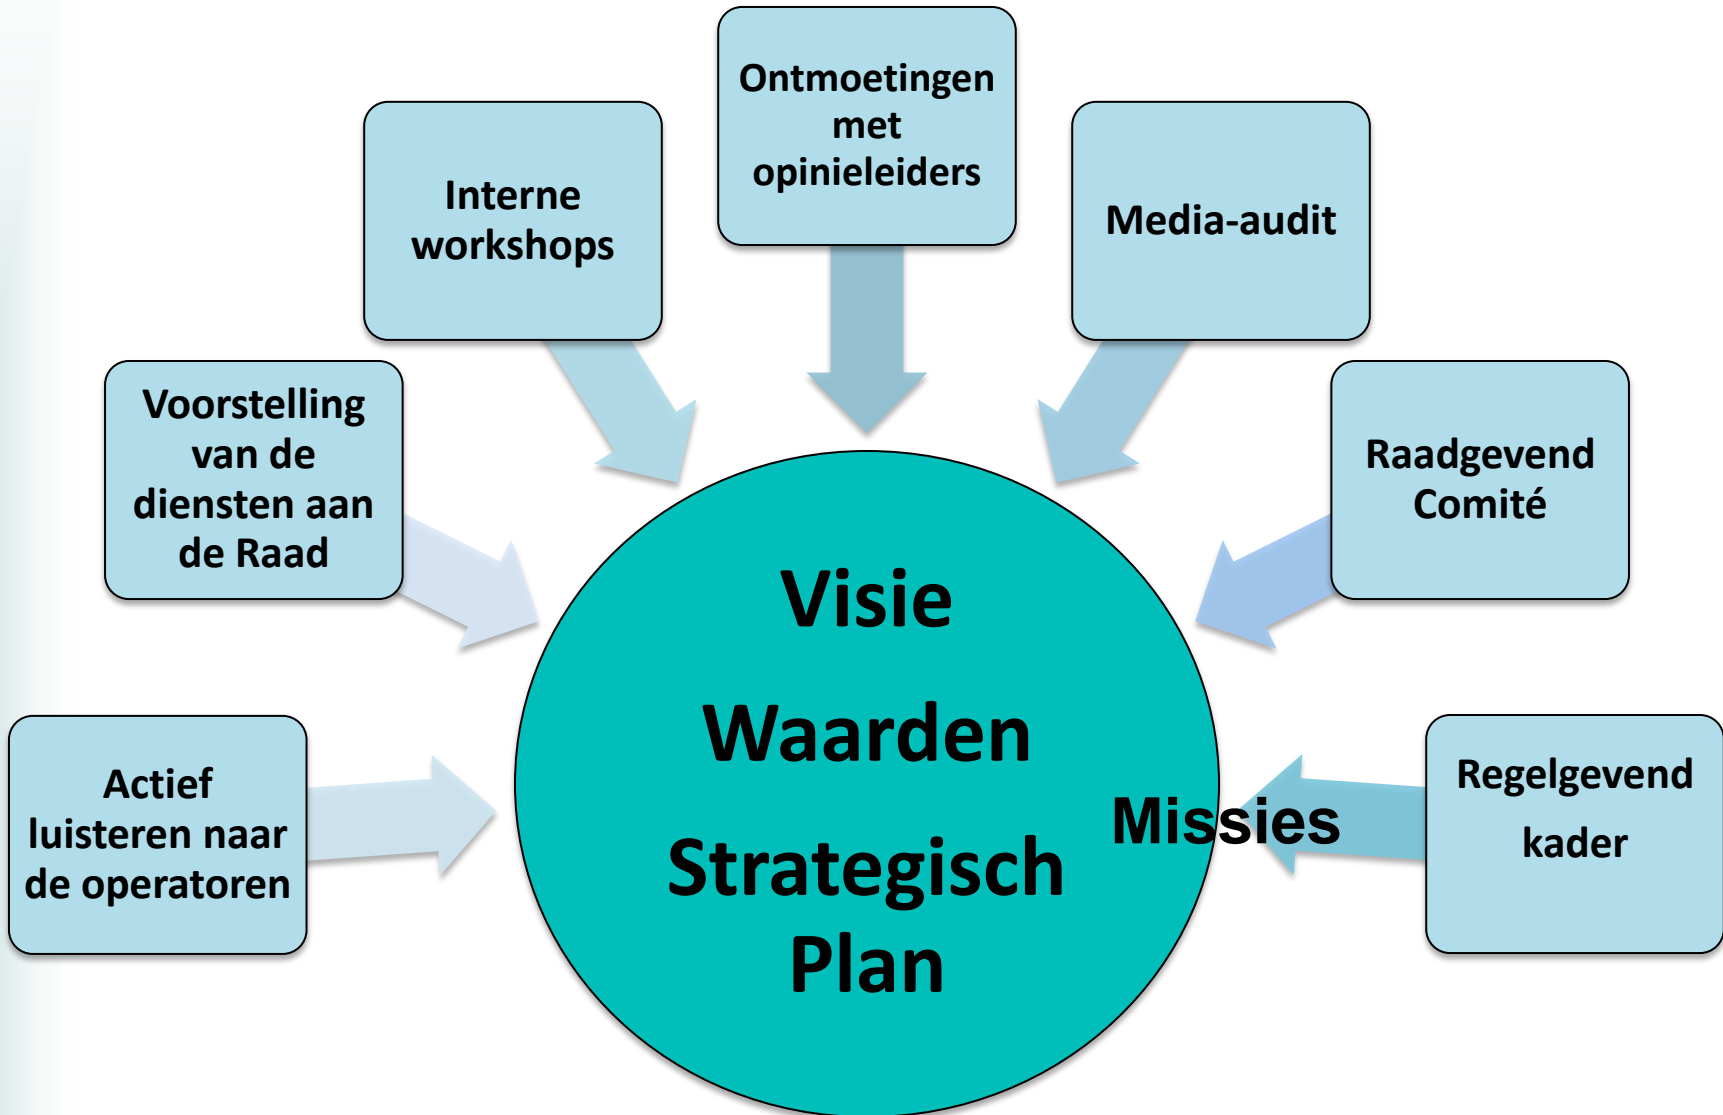 Ontmoetingen
met
opinieleiders
Interne
workshops
Media-audit
Voorstelling
van de
diensten aan
de Raad
Raadgevend
Comité
Actief
luisteren naar
de operatoren
Regelgevend
kader
Visie
Waarden
Strategisch
Plan
Missies